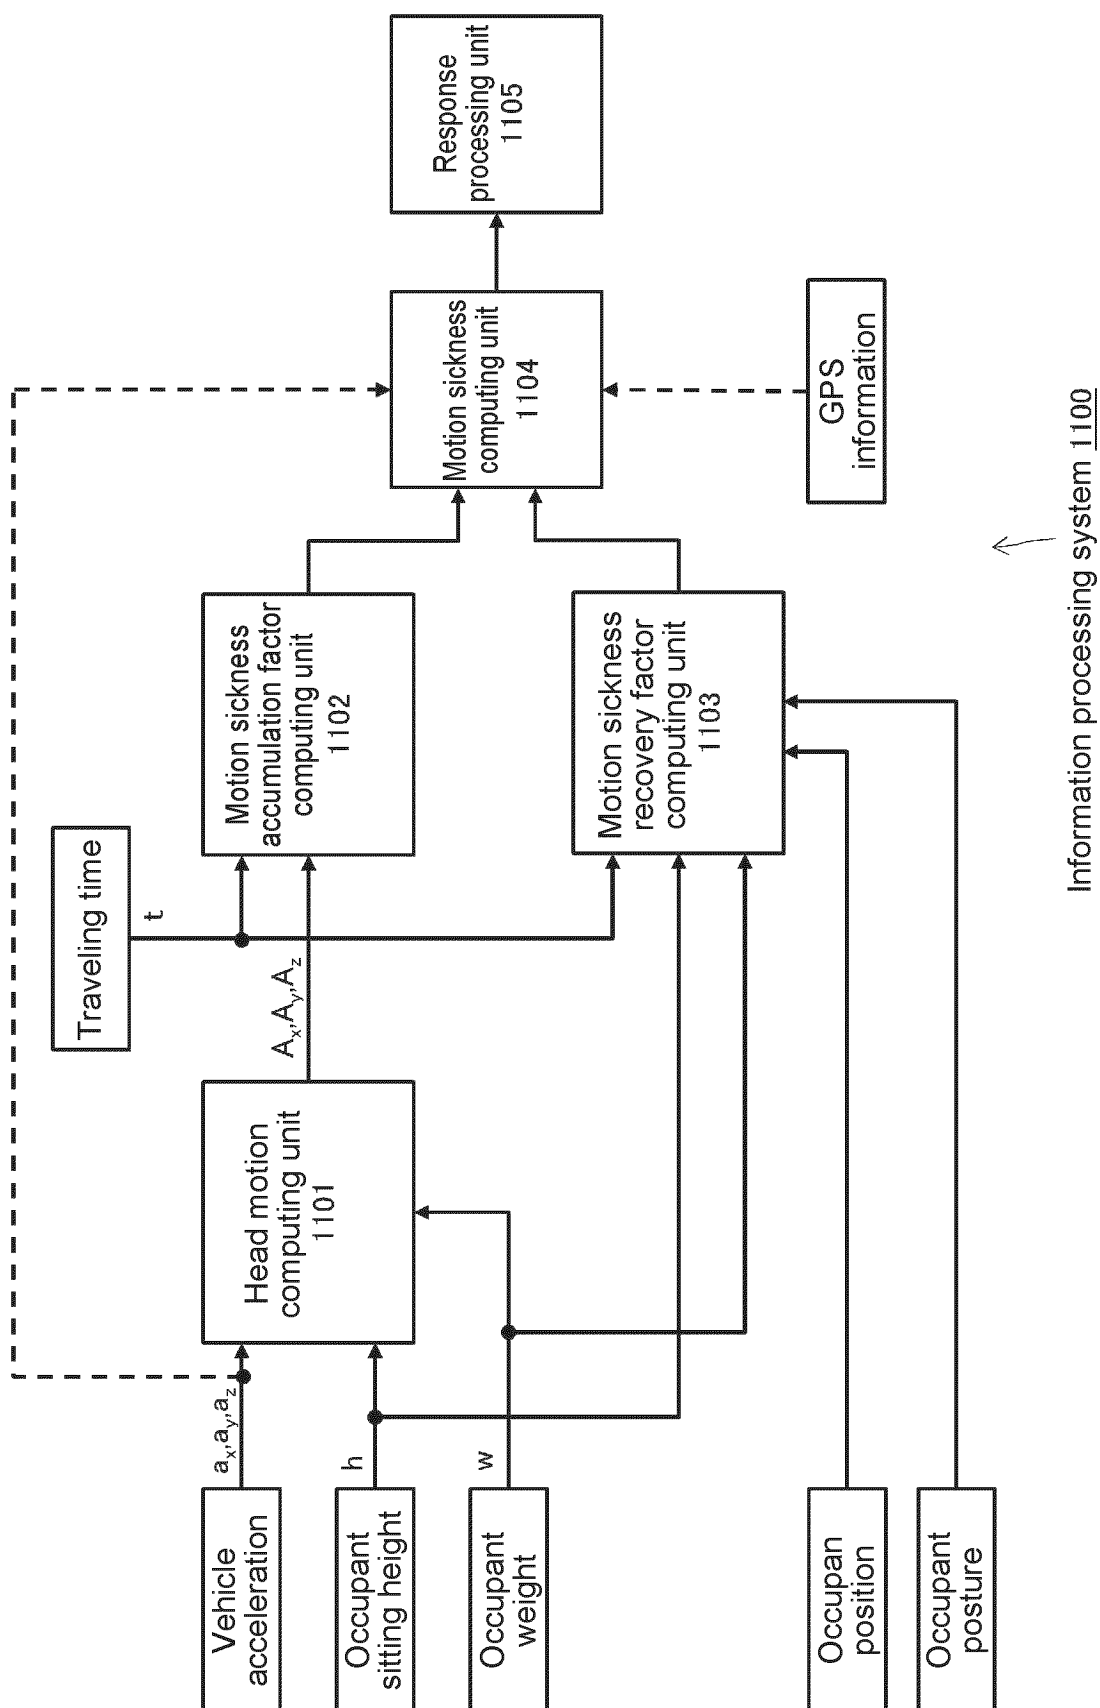 Vehicle
acceleration
Occupant
sitting height
Occupant
weight
Occupan
position
Occupant
posture
ax,ay,az
h
w
Head motion
computing unit
1101
Ax,Ay,Az
Traveling time
t
Motion sickness
accumulation factor
computing unit
1102
Motion sickness
recovery factor
computing unit
1103
Motion sickness
computing unit
1104
GPS
information
Response
processing unit
1105
Information processing system 1100